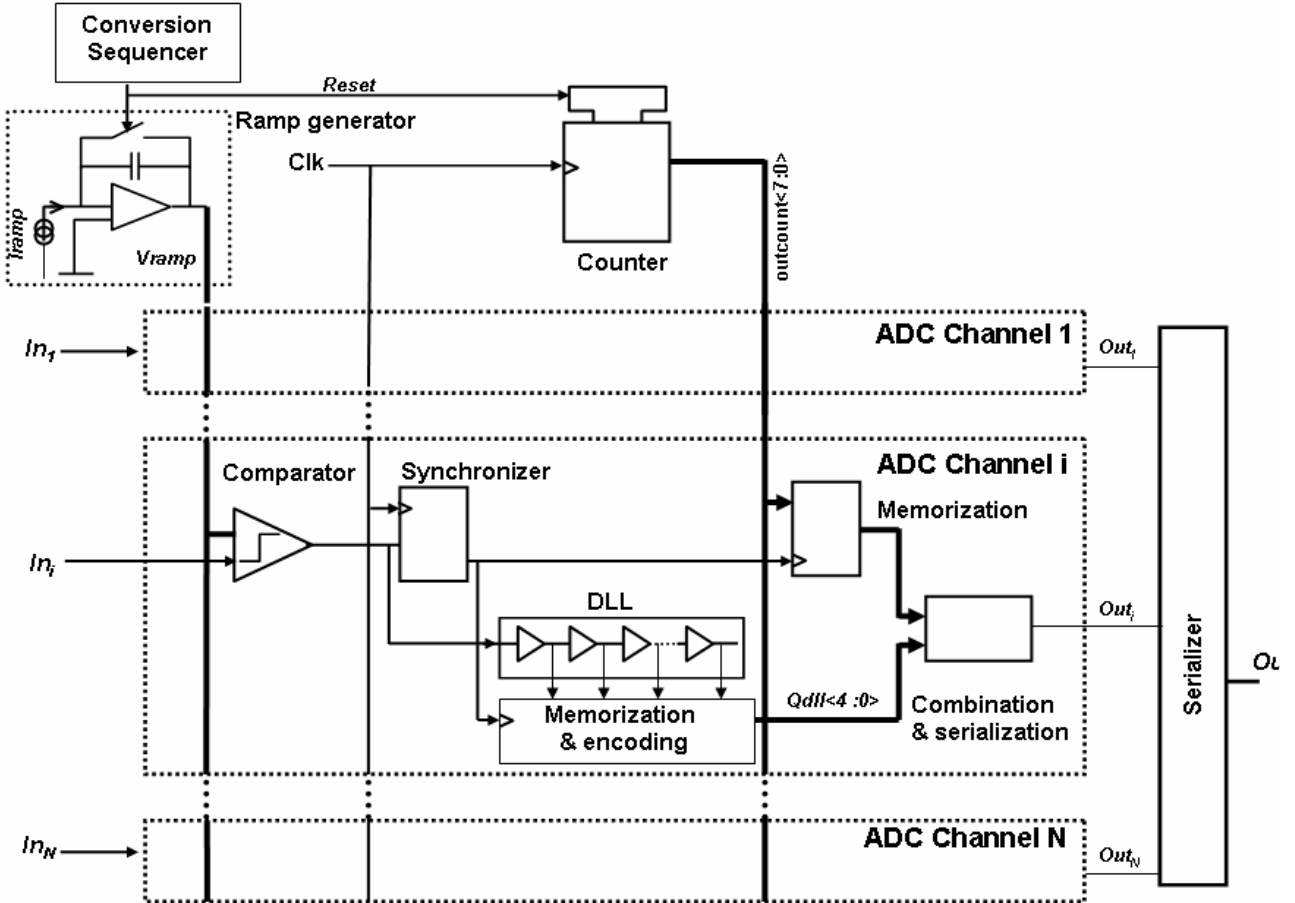 Conversion
Sequencer
Reset
Ramp generator
Clk
Iramp
Vramp
Counter
outcount<7:0>
ADC Channel 1
In1
Out1
ADC Channel i
Comparator
Synchronizer
Memorization
Ini
DLL
Outi
Qdll<4 :0>
Memorization
& encoding
Combination
& serialization
Serializer
Ou
ADC Channel N
InN
OutN